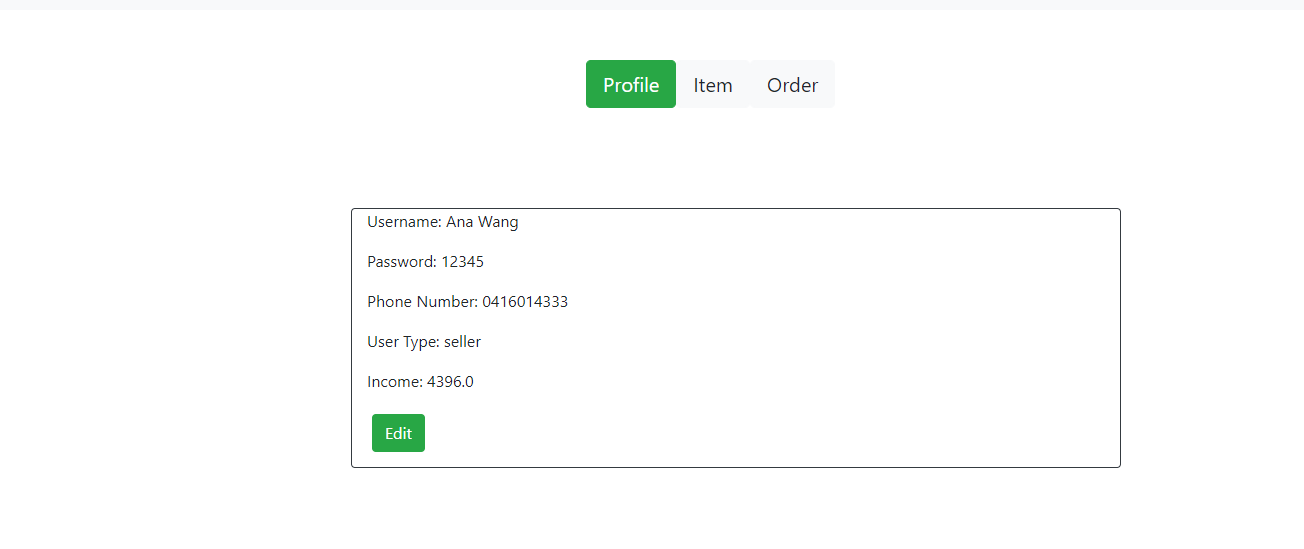 Profile Item Order
Username: Ana Wang
Password: 12345
Phone Number: 0416014333
User Type: seller
Income: 4396.0
Edit